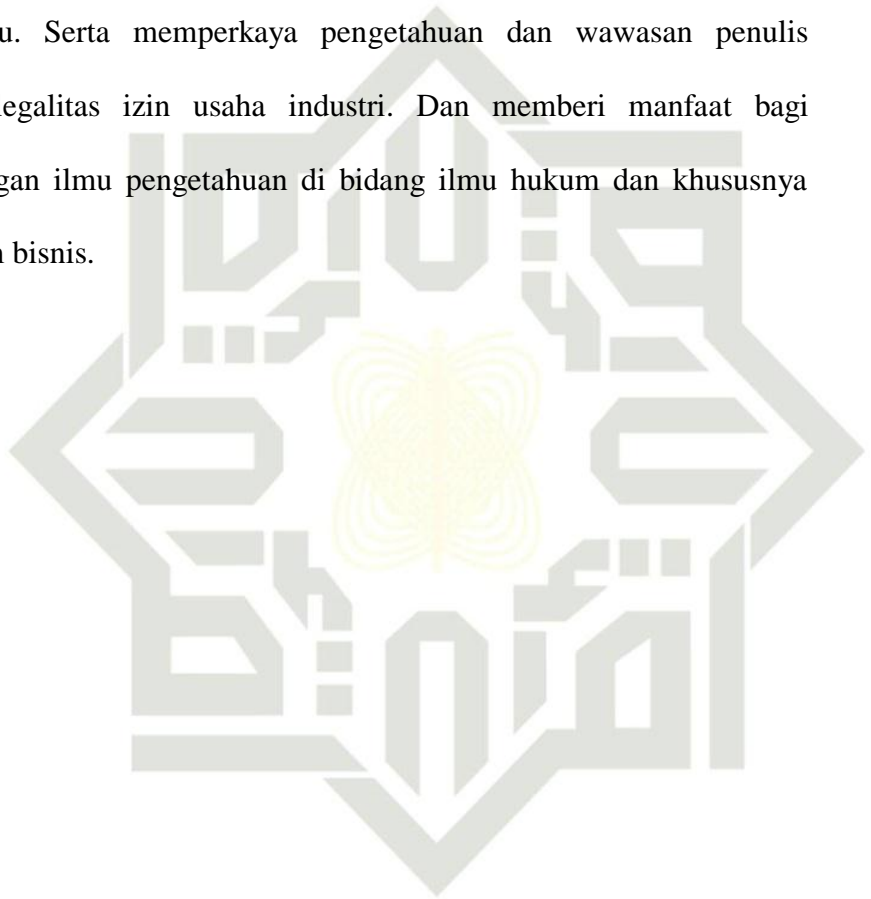 u. Serta memperkaya pengetahuan dan wawasan penulis
legalitas izin usaha industri. Dan memberi manfaat bagi
gan ilmu pengetahuan di bidang ilmu hukum dan khususnya
bisnis.